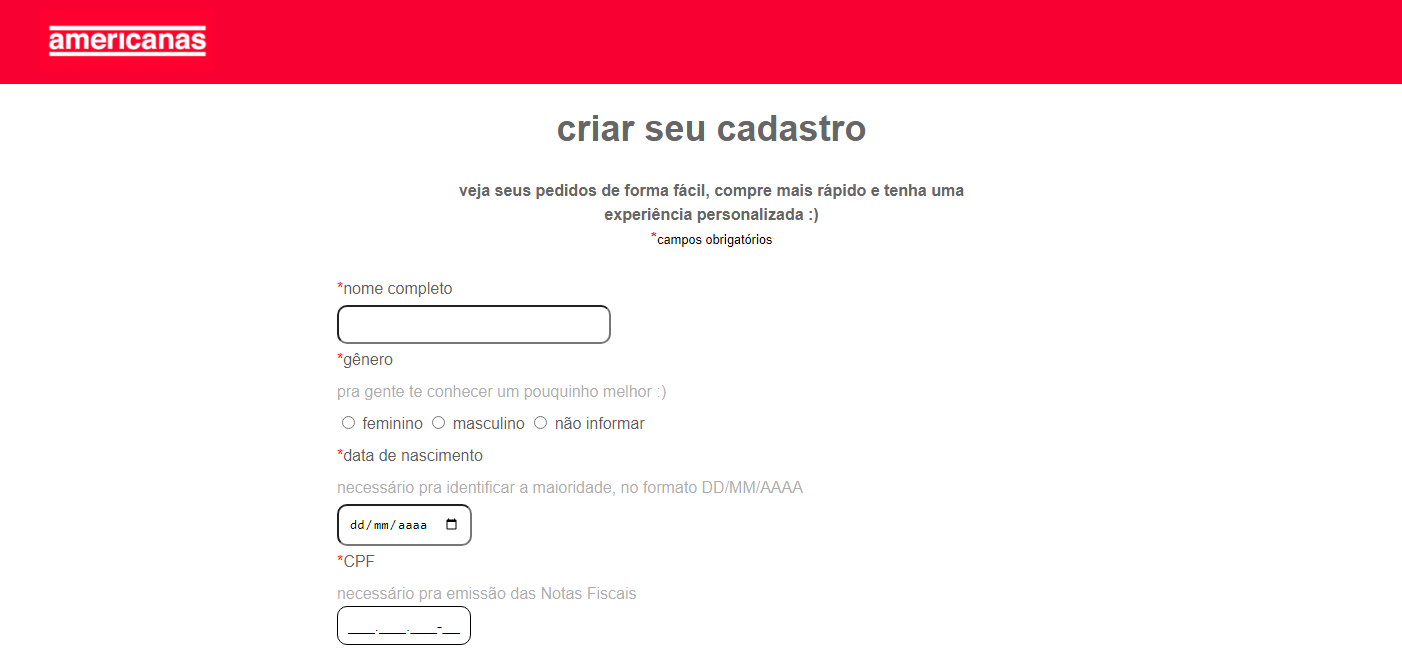 americanas
criar seu cadastro
veja seus pedidos de forma fácil, compre mais rápido e tenha uma
experiência personalizada :)
*campos obrigatórios
*nome completo
*gênero
pra gente te conhecer um pouquinho melhor :)
feminino masculino não informar
*data de nascimento
necessário pra identificar a maioridade, no formato DD/MM/AAAA
dd/mm/aaaa
*CPF
necessário pra emissão das Notas Fiscais
___.___.___-__